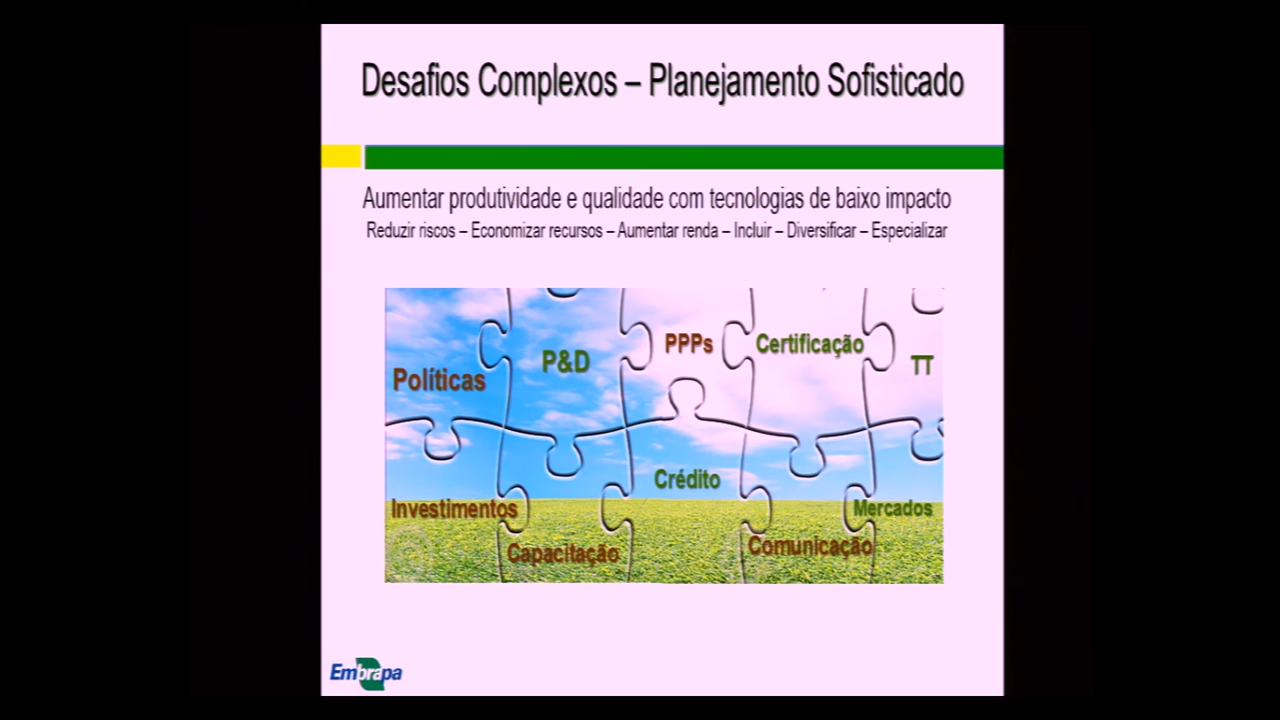 Desafios Complexos – Planejamento Sofisticado
Aumentar produtividade e qualidade com tecnologias de baixo impacto
Reduzir riscos – Economizar recursos – Aumentar renda – Incluir – Diversificar – Especializar
Políticas
P&D
PPPs
Certificação
TT
Investimentos
Capacitação
Crédito
Comunicação
Mercados
Embrapa